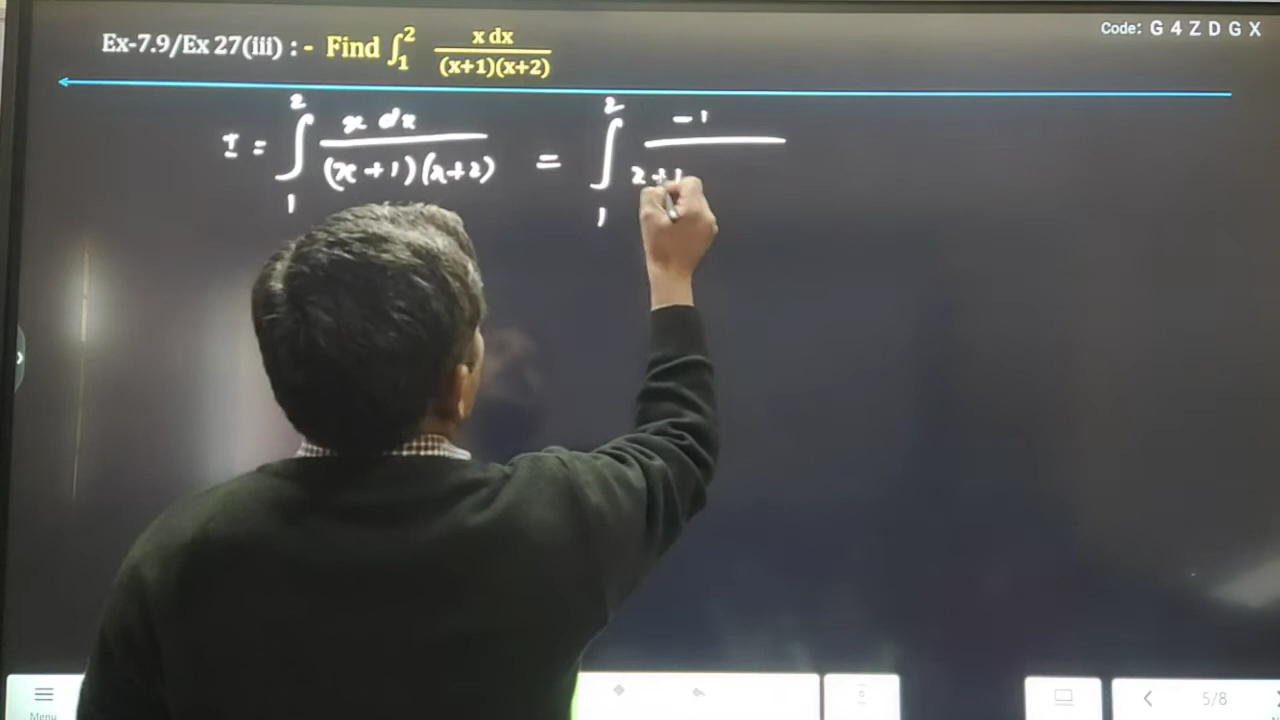 Code: G 4 Z D G X
Ex-7.9/Ex 27(iii) : - Find ∫₁² x dx / (x+1)(x+2)
I = ∫₁² x dx / (x+1)(x+2) = ∫₁² -1 / x+1
Menu
5/8